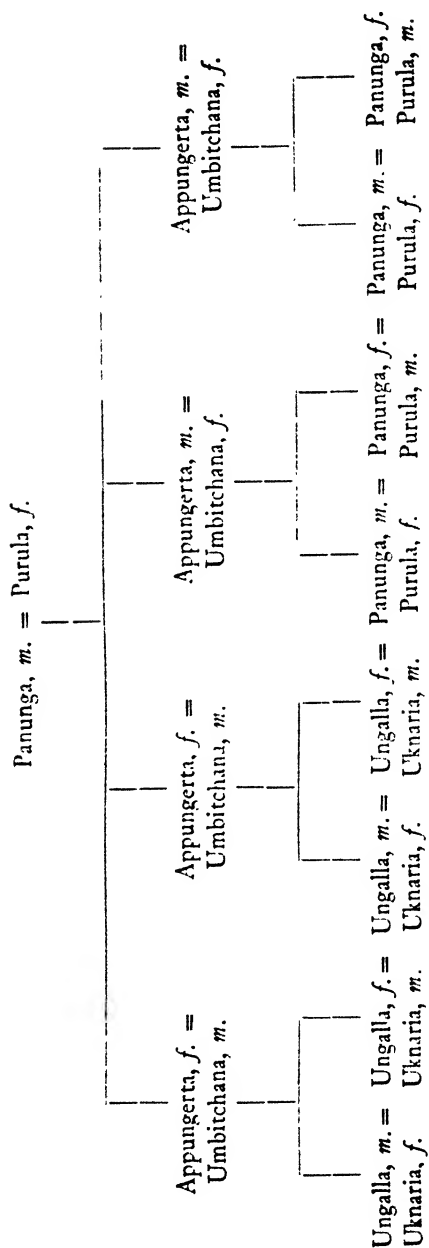 Panunga, m. = Purula, f.
Appungerta, f. =
Umbitchana, m.
Appungerta, f. =
Umbitchana, m.
Appungerta, m. =
Umbitchana, f.
Appungerta, m. =
Umbitchana, f.
Ungalla, m. =
Uknaria, f.
Ungalla, f. =
Uknaria, m.
Ungalla, m. =
Uknaria, f.
Ungalla, f. =
Uknaria, m.
Panunga, m. =
Purula, f.
Panunga, f. =
Purula, m.
Panunga, m. =
Purula, f.
Panunga, f.
Purula, m.